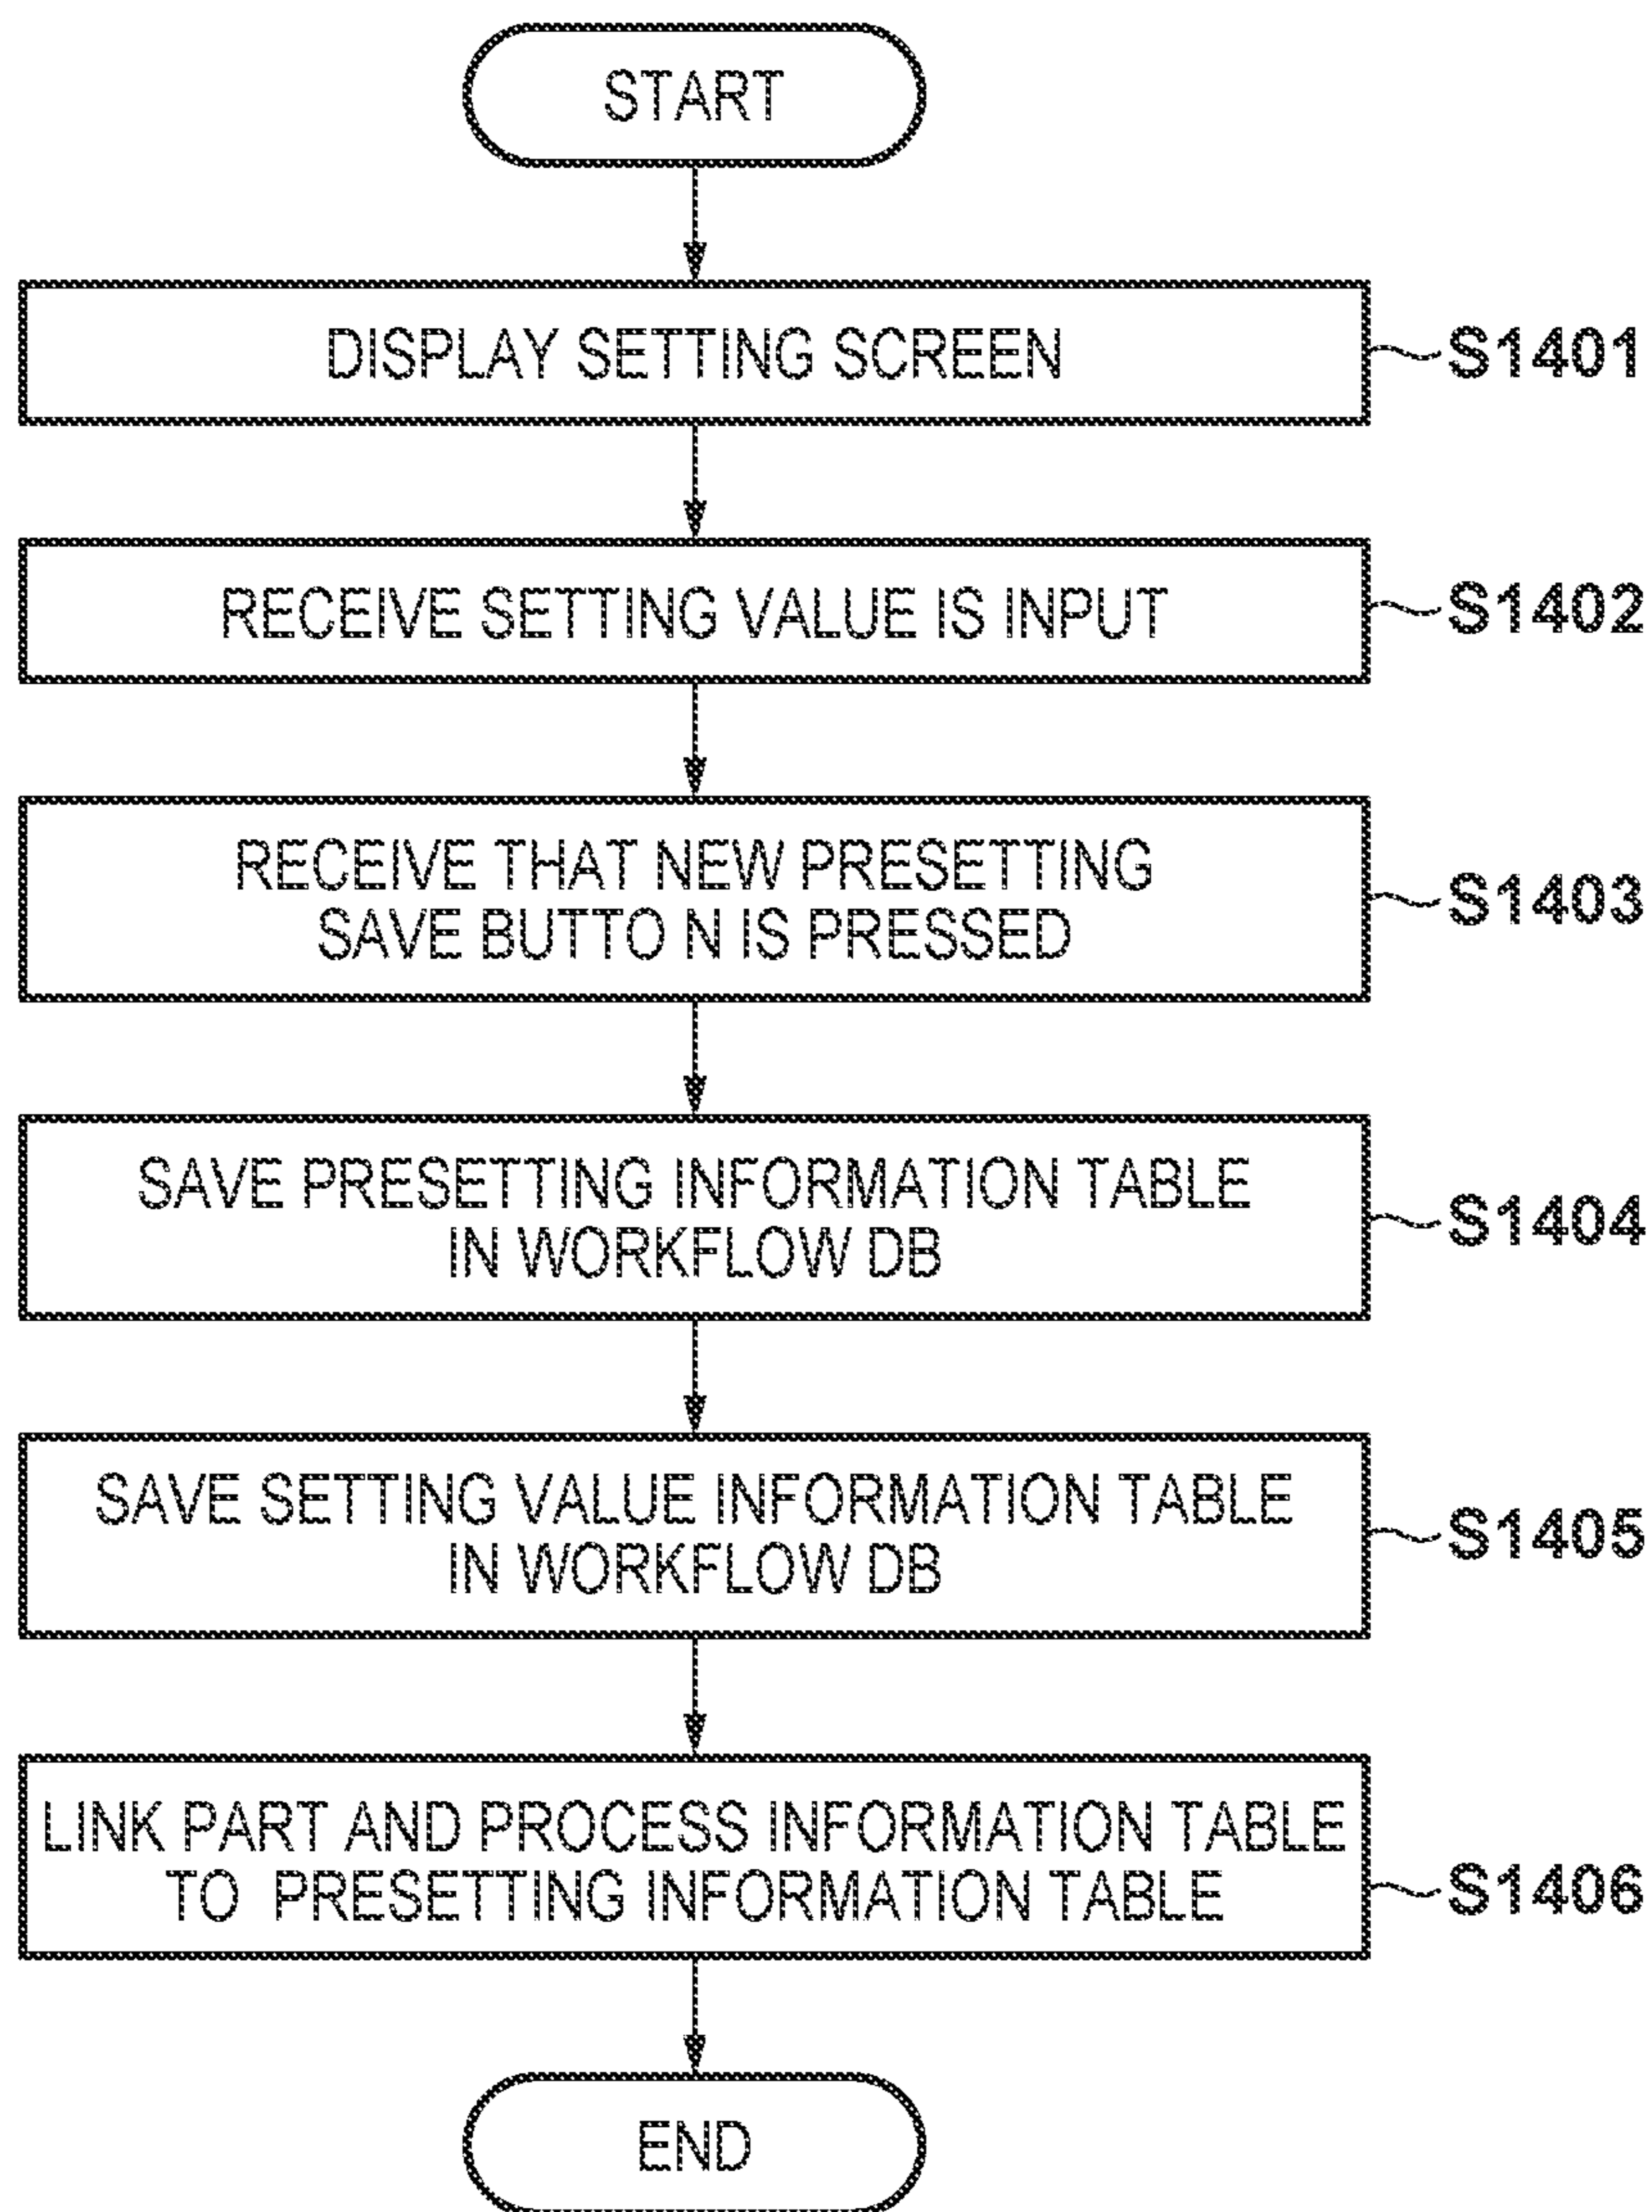 START
DISPLAY SETTING SCREEN
S1401
RECEIVE SETTING VALUE IS INPUT
S1402
RECEIVE THAT NEW PRESETTING
SAVE BUTTO N IS PRESSED
S1403
SAVE PRESETTING INFORMATION TABLE
IN WORKFLOW DB
S1404
SAVE SETTING VALUE INFORMATION TABLE
IN WORKFLOW DB
S1405
LINK PART AND PROCESS INFORMATION TABLE
TO PRESETTING INFORMATION TABLE
S1406
END